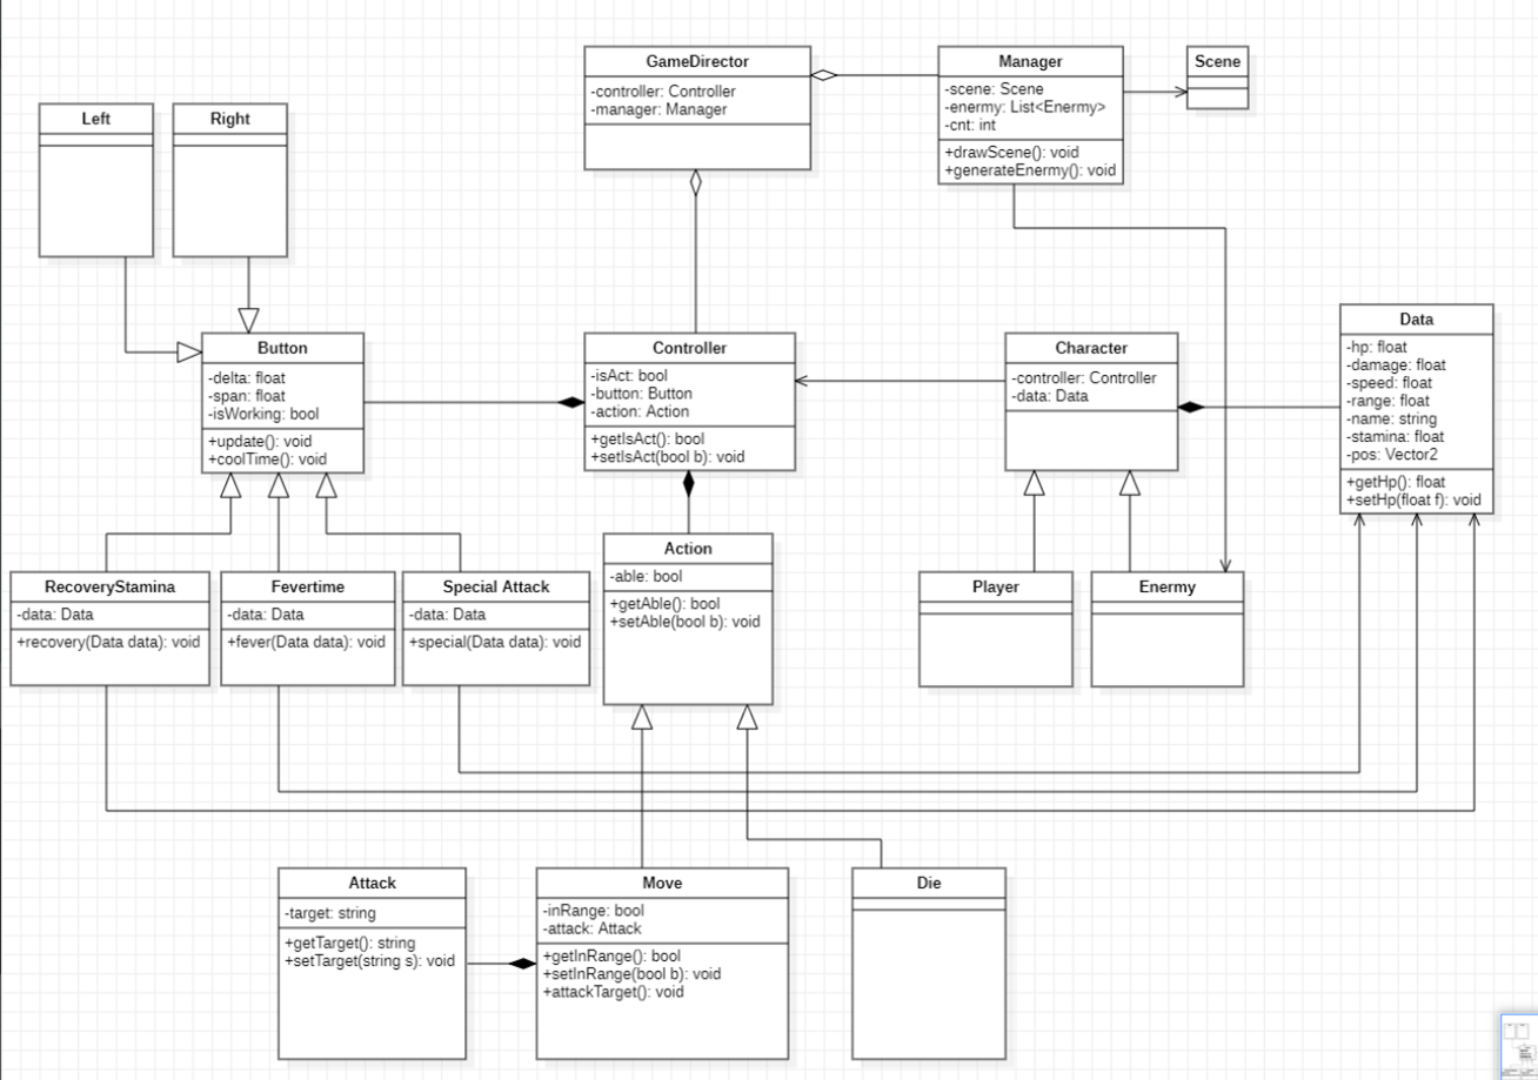 GameDirector
-controller: Controller
-manager: Manager
Manager
-scene: Scene
-enermy: List<Enermy>
-cnt: int
+drawScene(): void
+generateEnermy(): void
Scene
Left
Right
Button
-delta: float
-span: float
-isWorking: bool
+update(): void
+coolTime(): void
Controller
-isAct: bool
-button: Button
-action: Action
+getIsAct(): bool
+setIsAct(bool b): void
Character
-controller: Controller
-data: Data
Data
-hp: float
-damage: float
-speed: float
-range: float
-name: string
-stamina: float
-pos: Vector2
+getHp(): float
+setHp(float f): void
RecoveryStamina
-data: Data
+recovery(Data data): void
Fevertime
-data: Data
+fever(Data data): void
Special Attack
-data: Data
+special(Data data): void
Action
-able: bool
+getAble(): bool
+setAble(bool b): void
Player
Enermy
Attack
-target: string
+getTarget(): string
+setTarget(string s): void
Move
-inRange: bool
-attack: Attack
+getInRange(): bool
+setInRange(bool b): void
+attackTarget(): void
Die